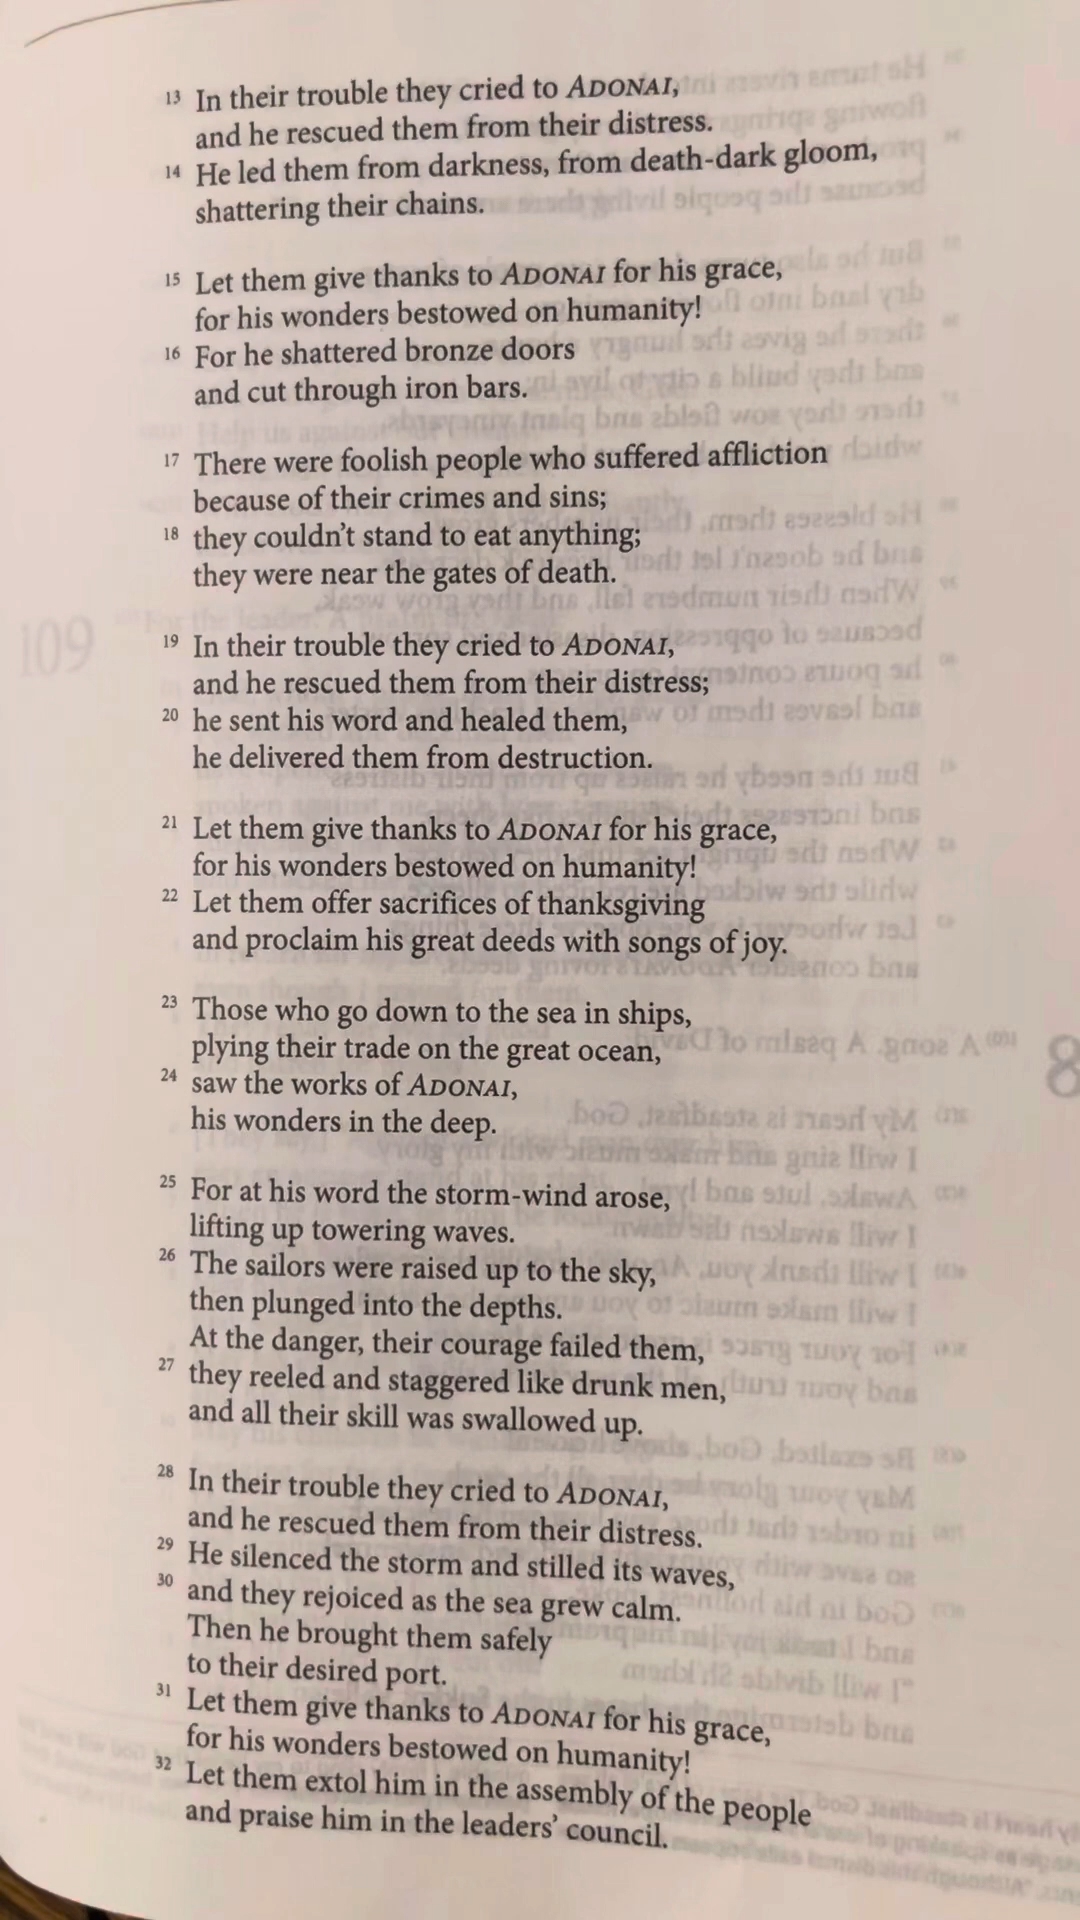 13 In their trouble they cried to ADONAI,
and he rescued them from their distress.
14 He led them from darkness, from death-dark gloom,
shattering their chains.
15 Let them give thanks to ADONAI for his grace,
for his wonders bestowed on humanity!
16 For he shattered bronze doors
and cut through iron bars.
17 There were foolish people who suffered affliction
because of their crimes and sins;
18 they couldn't stand to eat anything;
they were near the gates of death.
19 In their trouble they cried to ADONAI,
and he rescued them from their distress;
20 he sent his word and healed them,
he delivered them from destruction.
21 Let them give thanks to ADONAI for his grace,
for his wonders bestowed on humanity!
22 Let them offer sacrifices of thanksgiving
and proclaim his great deeds with songs of joy.
23 Those who go down to the sea in ships,
plying their trade on the great ocean,
24 saw the works of ADONAI,
his wonders in the deep.
25 For at his word the storm-wind arose,
lifting up towering waves.
26 The sailors were raised up to the sky,
then plunged into the depths.
At the danger, their courage failed them,
27 they reeled and staggered like drunk men,
and all their skill was swallowed up.
28 In their trouble they cried to ADONAI,
and he rescued them from their distress.
29 He silenced the storm and stilled its waves,
30 and they rejoiced as the sea grew calm.
Then he brought them safely
to their desired port.
31 Let them give thanks to ADONAI for his grace,
for his wonders bestowed on humanity!
32 Let them extol him in the assembly of the people
and praise him in the leaders' council.